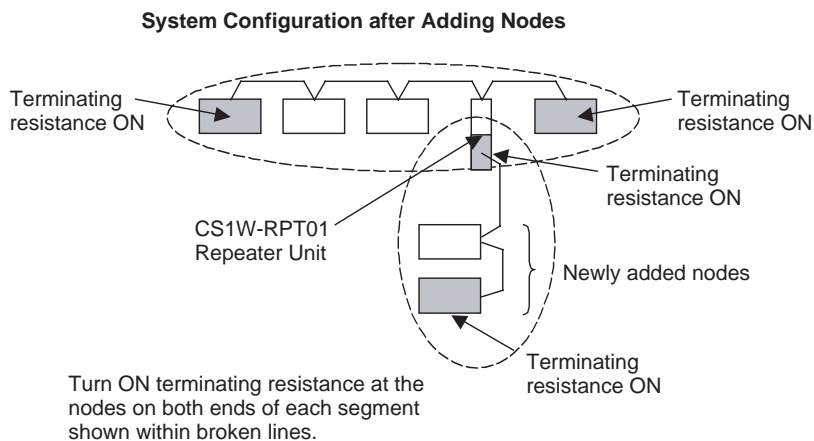 System Configuration after Adding Nodes
Terminating
resistance ON
Terminating
resistance ON
Terminating
resistance ON
CS1W-RPT01
Repeater Unit
Newly added nodes
Terminating
resistance ON
Turn ON terminating resistance at the
nodes on both ends of each segment
shown within broken lines.